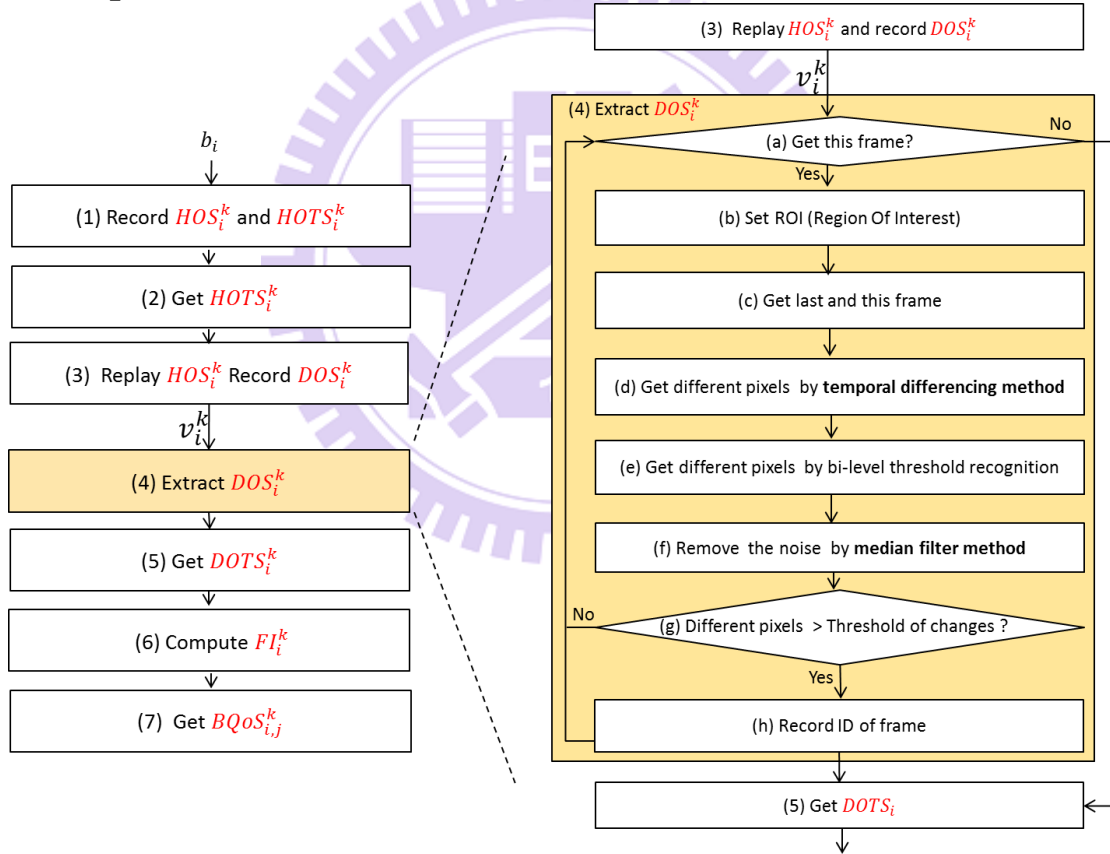 b_i
(1) Record HOS_i^k and HOTS_i^k
(2) Get HOTS_i^k
(3) Replay HOS_i^k Record DOS_i^k
v_i^k
(4) Extract DOS_i^k
(5) Get DOTS_i^k
(6) Compute FI_i^k
(7) Get BQoS_{i,j}^k
(3) Replay HOS_i^k and record DOS_i^k
v_i^k
(4) Extract DOS_i^k
(a) Get this frame?
No
Yes
(b) Set ROI (Region Of Interest)
(c) Get last and this frame
(d) Get different pixels by temporal differencing method
(e) Get different pixels by bi-level threshold recognition
(f) Remove the noise by median filter method
No
(g) Different pixels > Threshold of changes ?
Yes
(h) Record ID of frame
(5) Get DOTS_i